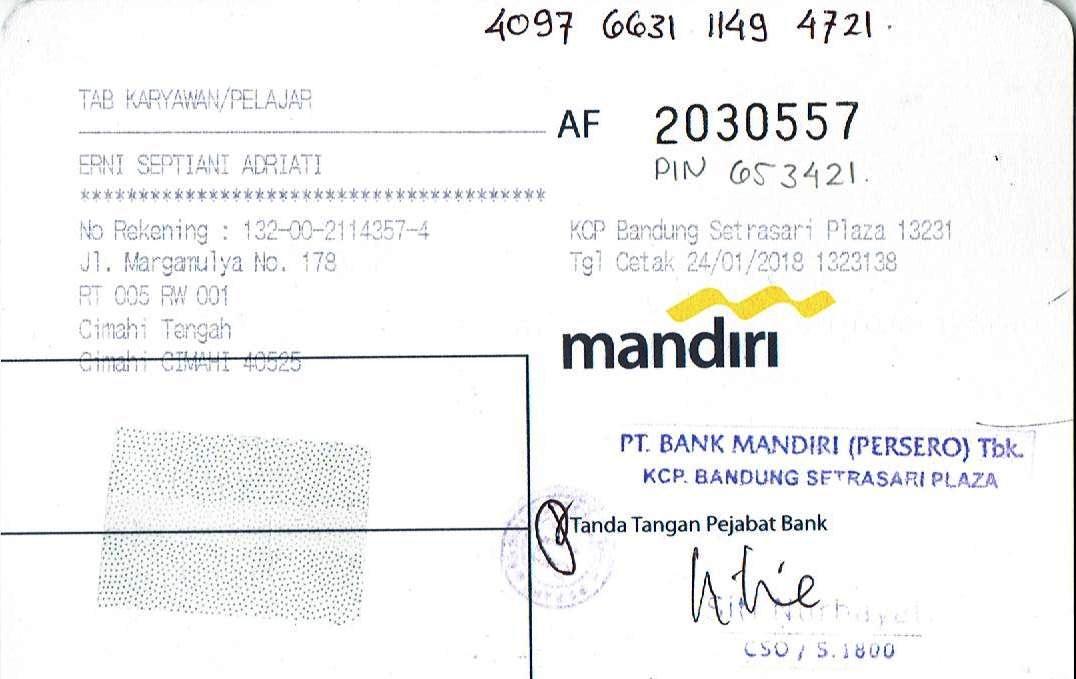 4097 6631 1149 4721.
TAB KARYAWAN/PELAJAR
AF 2030557
PIN 653421.
ERNI SEPTIANI ADRIATI
****************************************
No Rekening : 132-00-2114357-4
Jl. Margamulya No. 178
RT 005 RW 001
Cimahi Tengah
Cimahi CIMAHI 40525
KCP Bandung Setrasari Plaza 13231
Tgl Cetak 24/01/2018 1323138
mandiri
PT. BANK MANDIRI (PERSERO) Tbk.
KCP. BANDUNG SETRASARI PLAZA
Tanda Tangan Pejabat Bank
CSO / S.1800